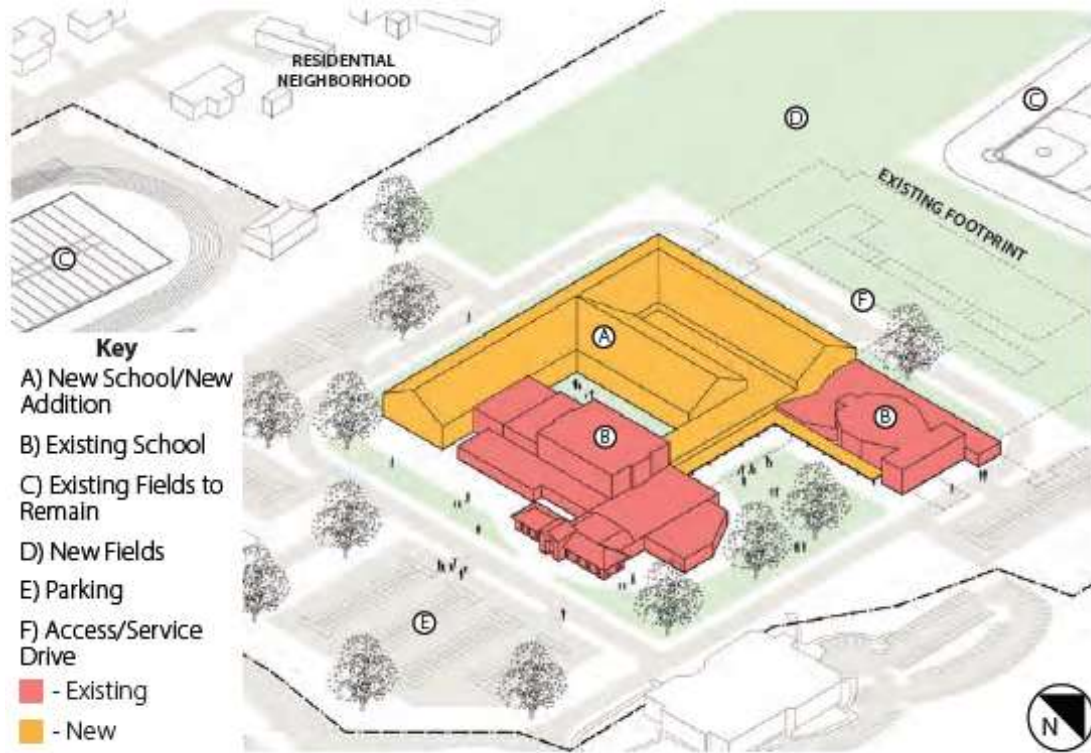 RESIDENTIAL
NEIGHBORHOOD
C
D
EXISTING FOOTPRINT
C
F
A
B
B
E
Key
A) New School/New
Addition
B) Existing School
C) Existing Fields to
Remain
D) New Fields
E) Parking
F) Access/Service
Drive
- Existing
- New
N